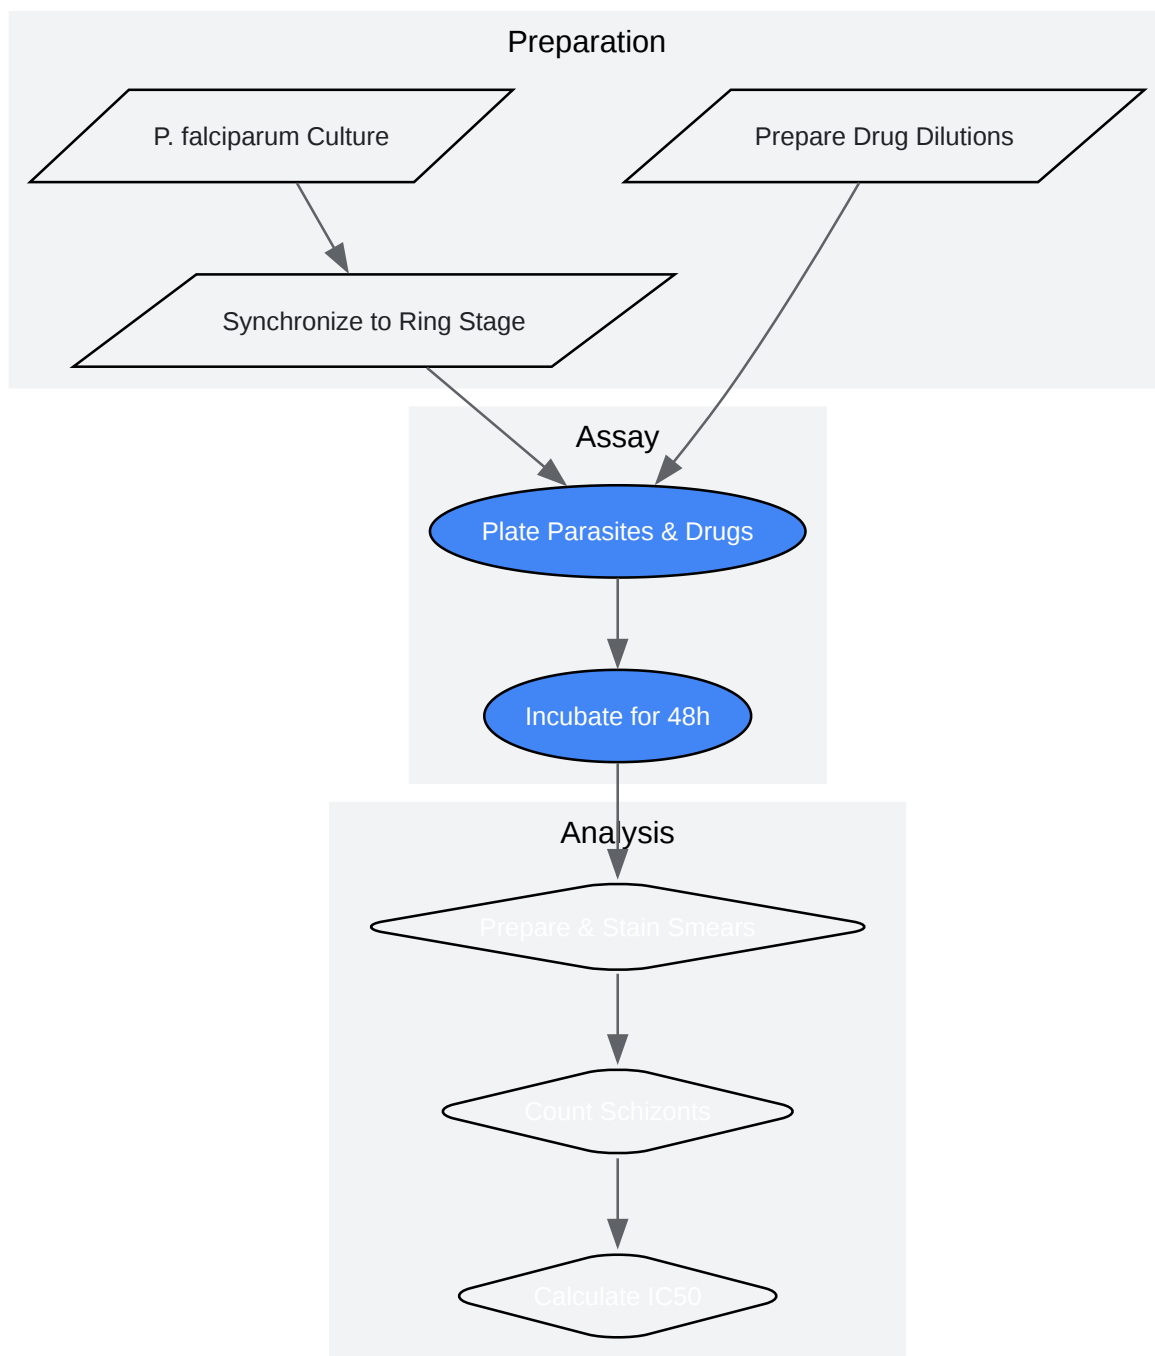 Preparation
P. falciparum Culture
Prepare Drug Dilutions
Synchronize to Ring Stage
Assay
Plate Parasites & Drugs
Incubate for 48h
Analysis
Prepare & Stain Smears
Count Schizonts
Calculate IC50